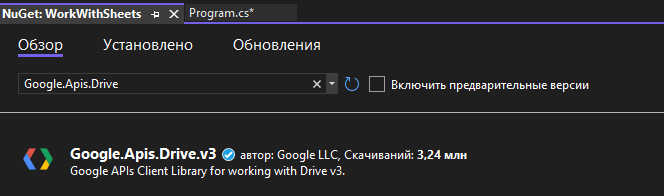 NuGet: WorkWithSheets
Program.cs*
Обзор
Установлено
Обновления
Google.Apis.Drive
Включить предварительные версии
Google.Apis.Drive.v3 автор: Google LLC, Скачиваний: 3,24 млн
Google APIs Client Library for working with Drive v3.